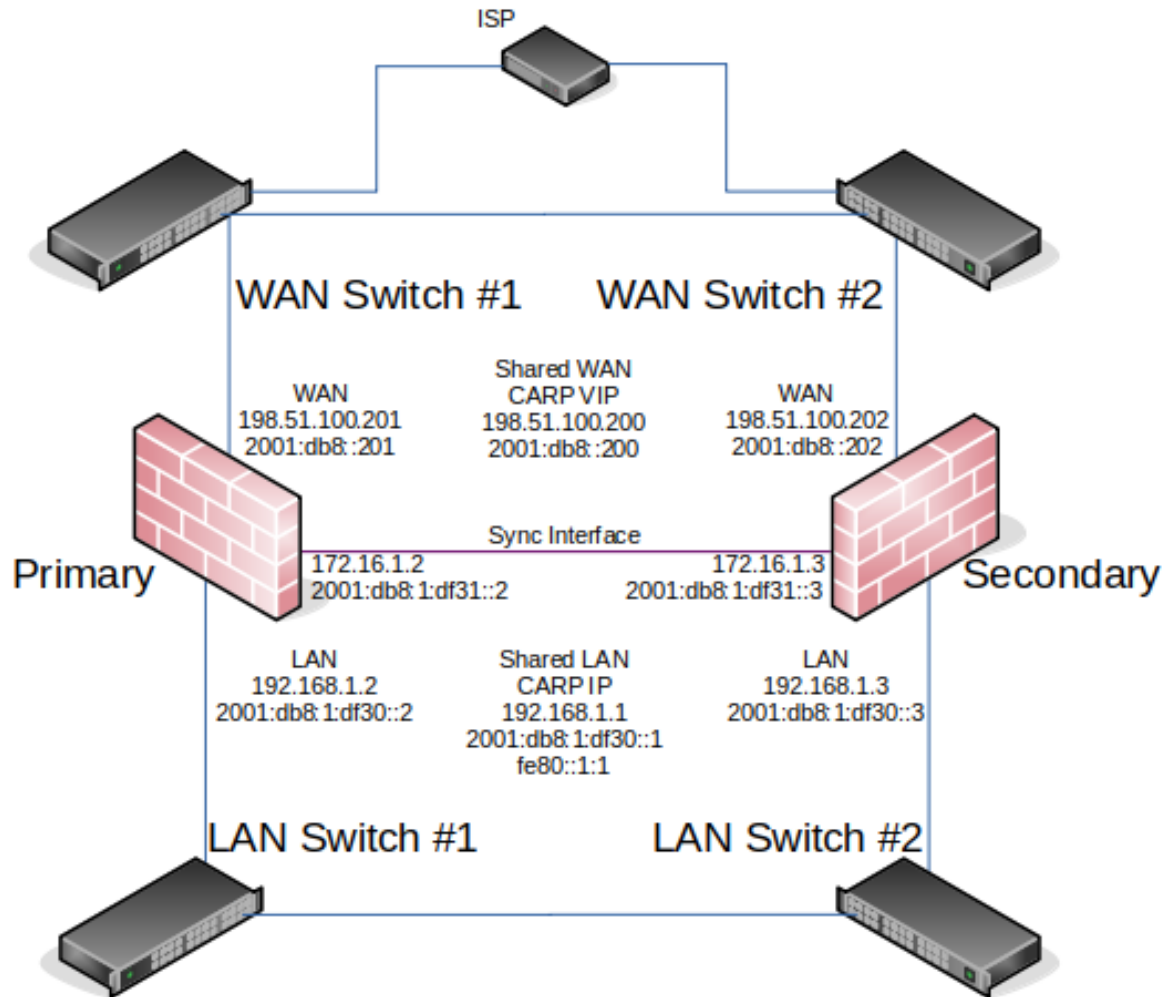 ISP
WAN Switch #1
WAN Switch #2
WAN
198.51.100.201
2001:db8::201
Shared WAN
CARP VIP
198.51.100.200
2001:db8::200
WAN
198.51.100.202
2001:db8::202
Sync Interface
Primary
172.16.1.2
2001:db8:1:df31::2
172.16.1.3
2001:db8:1:df31::3
Secondary
LAN
192.168.1.2
2001:db8:1:df30::2
Shared LAN
CARP IP
192.168.1.1
2001:db8:1:df30::1
fe80::1:1
LAN
192.168.1.3
2001:db8:1:df30::3
LAN Switch #1
LAN Switch #2